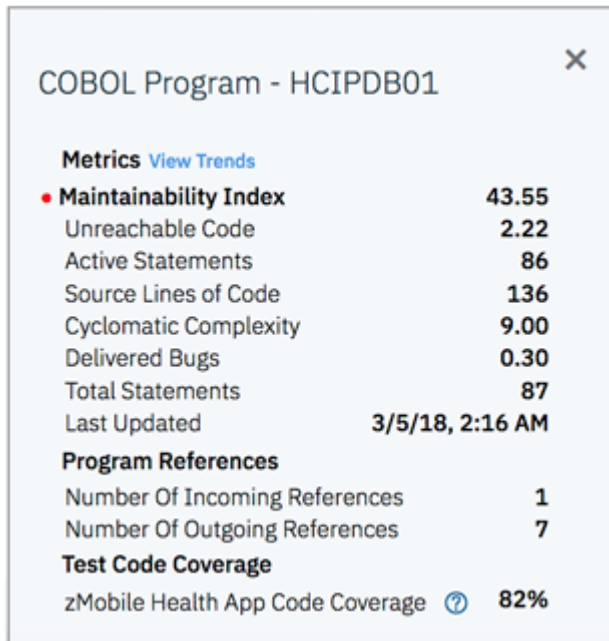 COBOL Program - HCIPDB01
Metrics View Trends
Maintainability Index 43.55
Unreachable Code 2.22
Active Statements 86
Source Lines of Code 136
Cyclomatic Complexity 9.00
Delivered Bugs 0.30
Total Statements 87
Last Updated 3/5/18, 2:16 AM
Program References
Number Of Incoming References 1
Number Of Outgoing References 7
Test Code Coverage
zMobile Health App Code Coverage ? 82%